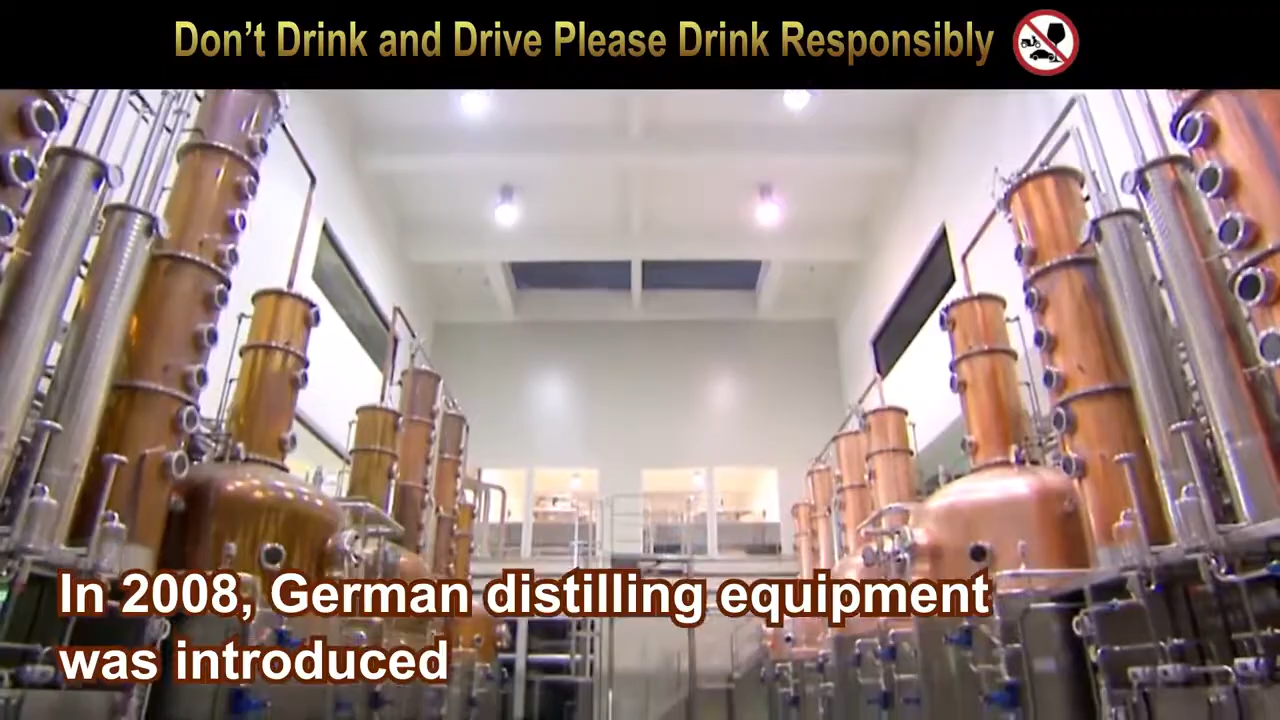 Don't Drink and Drive Please Drink Responsibly
In 2008, German distilling equipment
was introduced